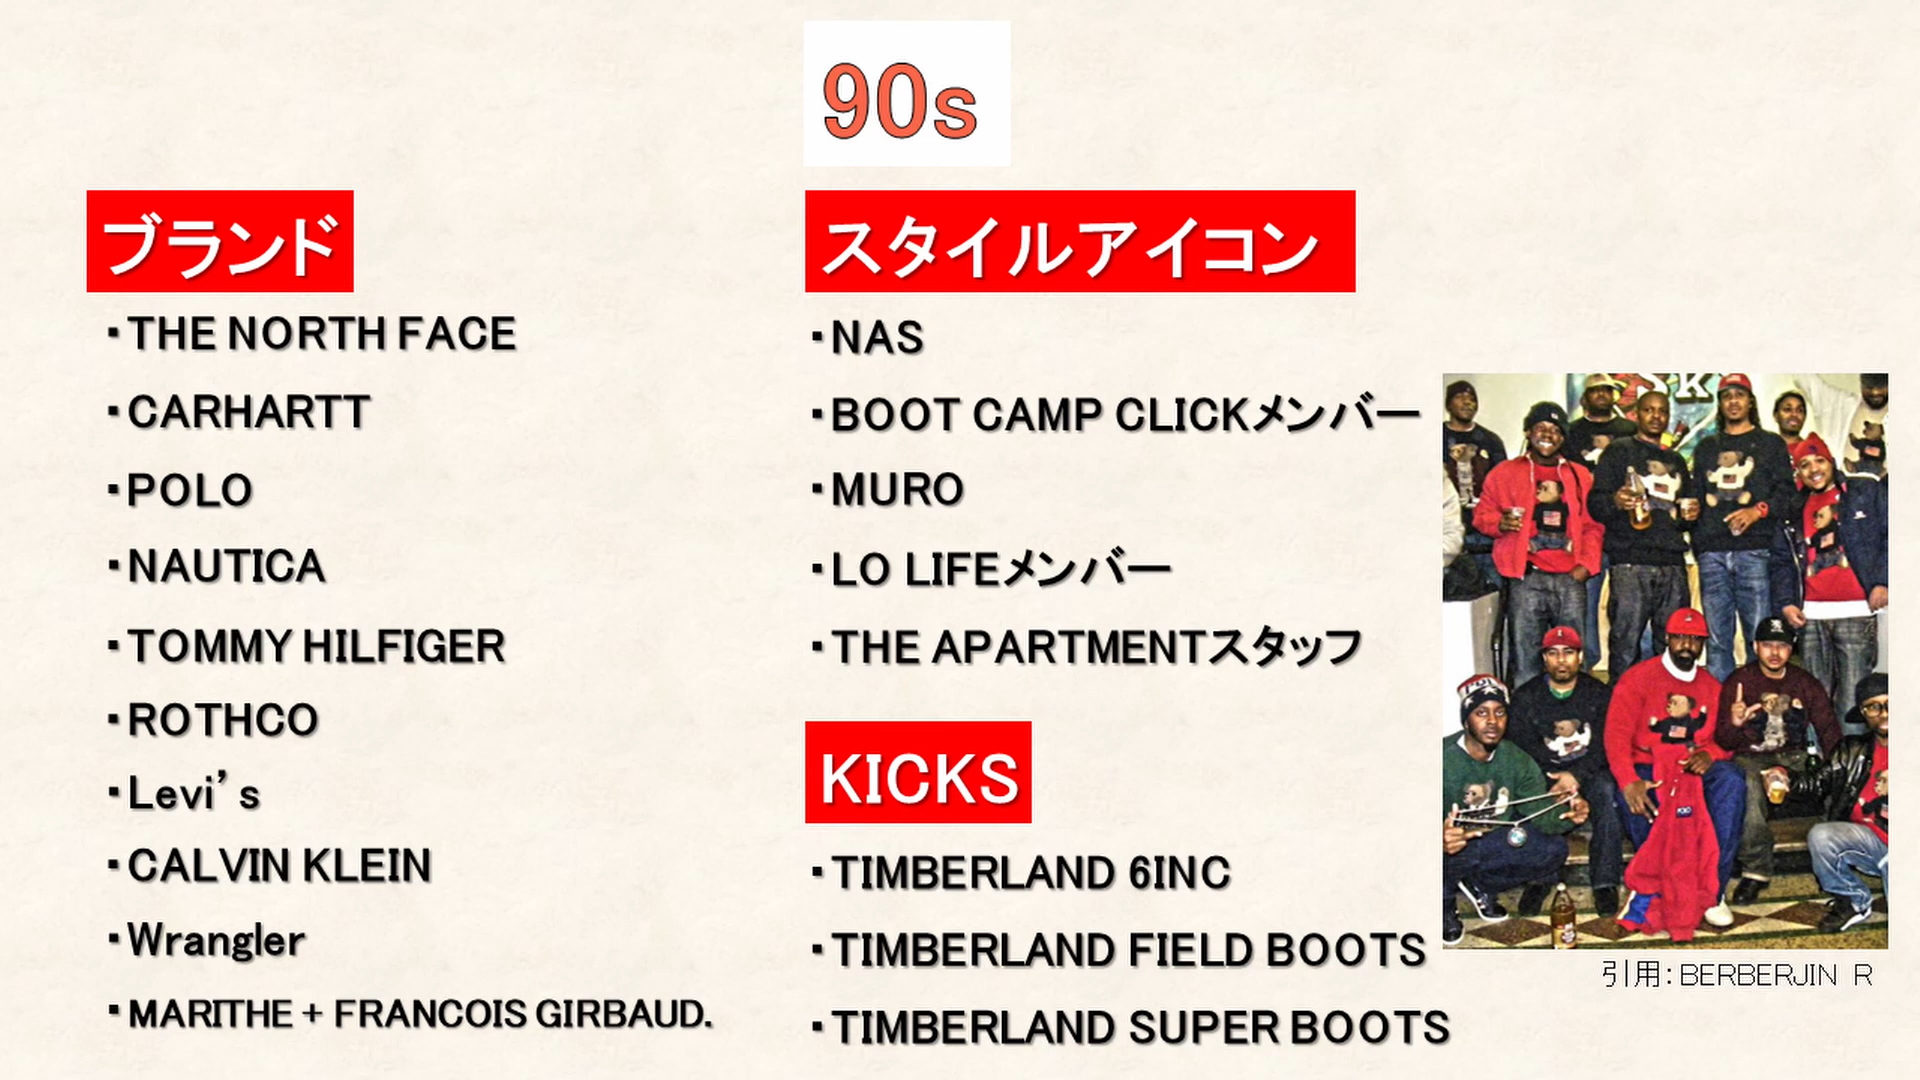 90s
ブランド
・THE NORTH FACE
・CARHARTT
・POLO
・NAUTICA
・TOMMY HILFIGER
・ROTHCO
・Levi’s
・CALVIN KLEIN
・Wrangler
・MARITHE + FRANCOIS GIRBAUD.
スタイルアイコン
・NAS
・BOOT CAMP CLICKメンバー
・MURO
・LO LIFEメンバー
・THE APARTMENTスタッフ
KICKS
・TIMBERLAND 6INC
・TIMBERLAND FIELD BOOTS
・TIMBERLAND SUPER BOOTS
引用：BERBERJIN R